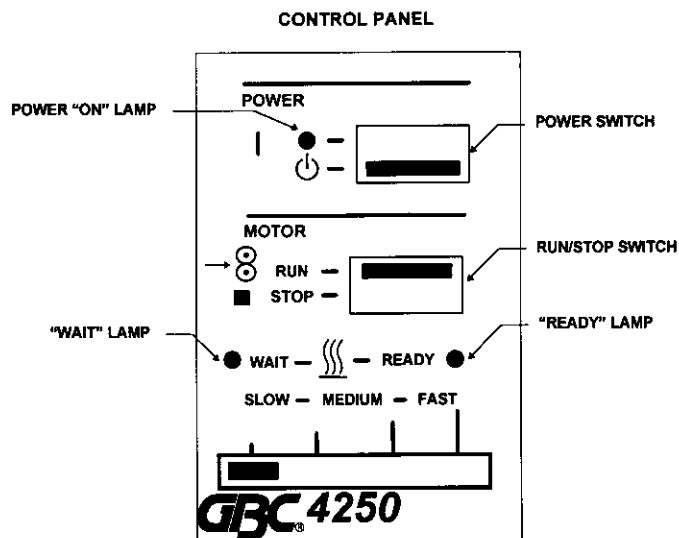 CONTROL PANEL
POWER "ON" LAMP
POWER
POWER SWITCH
MOTOR
RUN
STOP
RUN/STOP SWITCH
"WAIT" LAMP
WAIT – READY
"READY" LAMP
SLOW – MEDIUM – FAST
GBC® 4250